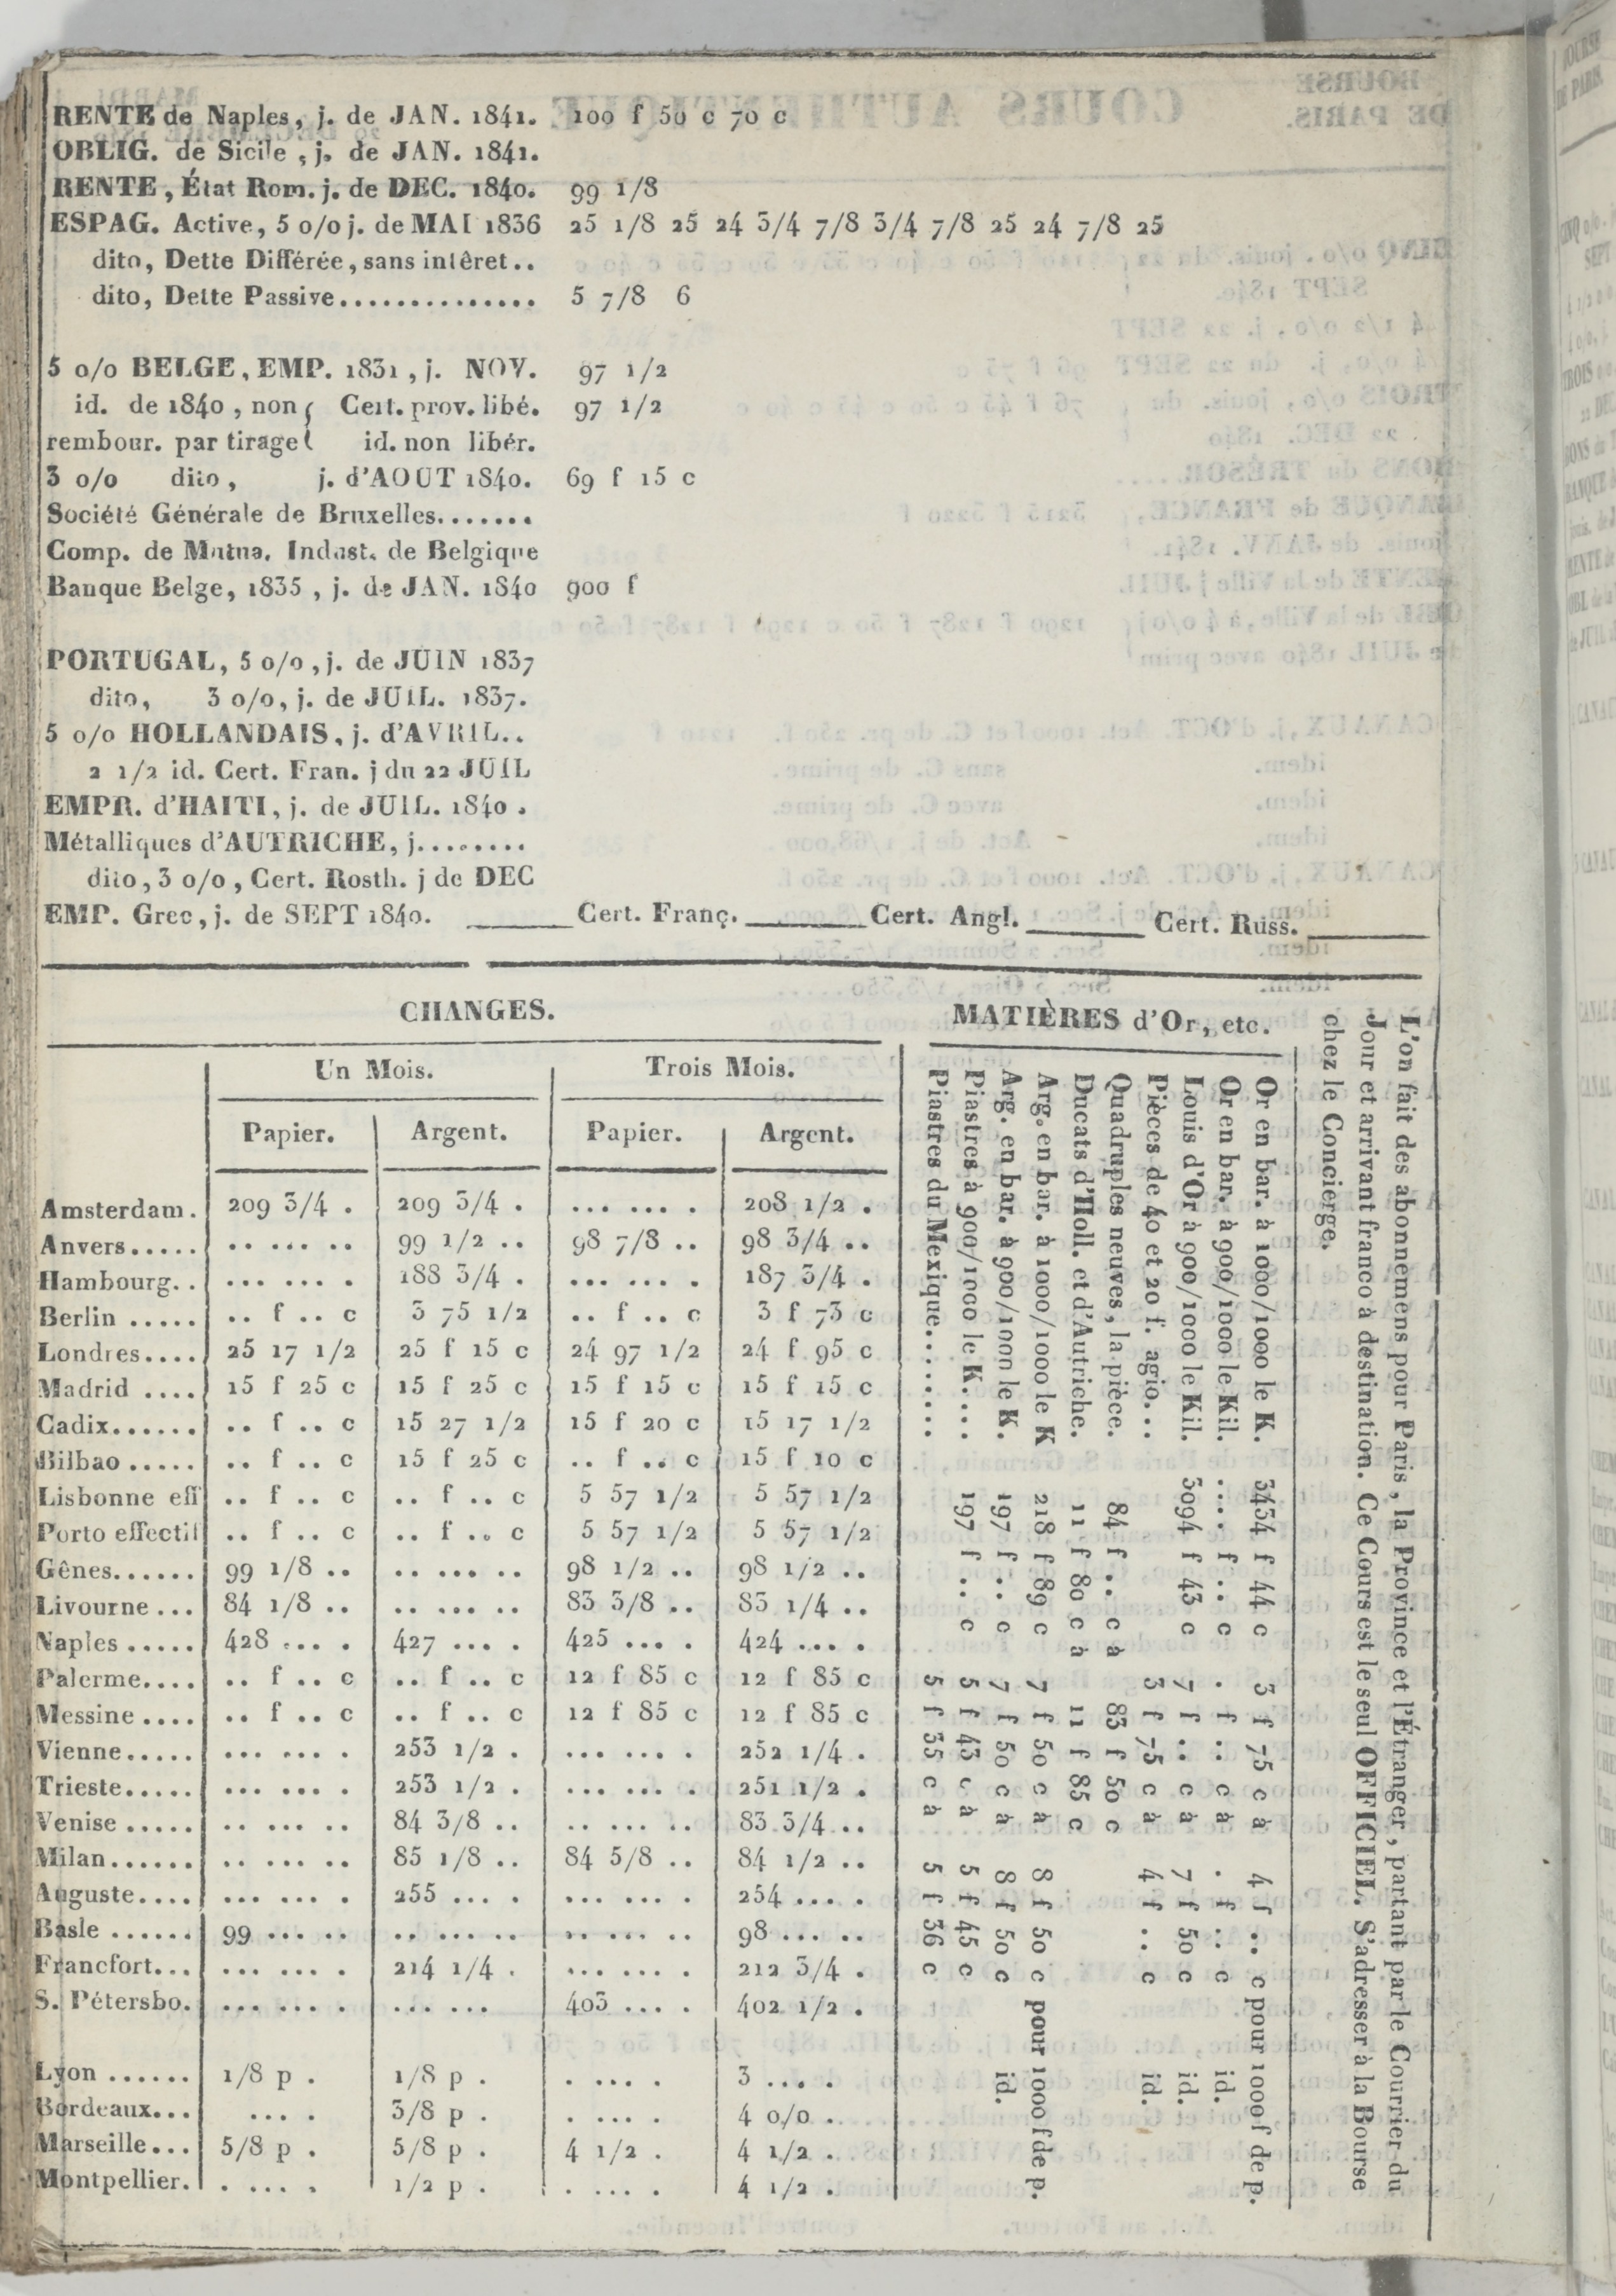 RENTE de Naples, j. de JAN. 1841. 100 f 50 c 70 c
OBLIG. de Sicile, j. de JAN. 1841.
RENTE, État Rom. j. de DEC. 1840. 99 1/8
ESPAG. Active, 5 o/o j. de MAI 1836 25 1/8 25 24 3/4 7/8 3/4 7/8 25 24 7/8 25
dito, Dette Différée, sans intêret..
dito, Dette Passive.............. 5 7/8 6
5 o/o BELGE, EMP. 1831, j. NOV. 97 1/2
id. de 1840, non { Cert. prov. libé. 97 1/2
rembour. par tirage { id. non libér.
3 o/o dito, j. d'AOUT 1840. 69 f 15 c
Société Générale de Bruxelles.......
Comp. de Mutua. Indust. de Belgique
Banque Belge, 1835, j. de JAN. 1840 900 f
PORTUGAL, 5 o/o, j. de JUIN 1837
dito, 3 o/o, j. de JUIL. 1837.
5 o/o HOLLANDAIS, j. d'AVRIL..
2 1/2 id. Cert. Fran. j du 22 JUIL
EMPR. d'HAITI, j. de JUIL. 1840.
Métalliques d'AUTRICHE, j........
dito, 3 o/o, Cert. Rosth. j de DEC
EMP. Grec, j. de SEPT 1840. ______ Cert. Franç. ______ Cert. Angl. ______ Cert. Russ. ______
CHANGES.
Un Mois. Trois Mois.
Papier. Argent. Papier. Argent.
Amsterdam. 209 3/4 . 209 3/4 . ... ... . 208 1/2 .
Anvers..... .. ... .. 99 1/2 .. 98 7/8 .. 98 3/4 ..
Hambourg.. ... ... . 188 3/4 . ... ... . 187 3/4 .
Berlin ..... .. f .. c 3 75 1/2 .. f .. c 3 f 73 c
Londres.... 25 17 1/2 25 f 15 c 24 97 1/2 24 f 95 c
Madrid .... 15 f 25 c 15 f 25 c 15 f 15 c 15 f 15 c
Cadix...... .. f .. c 15 27 1/2 15 f 20 c 15 17 1/2
Bilbao ..... .. f .. c 15 f 25 c .. f .. c 15 f 10 c
Lisbonne eff .. f .. c .. f .. c 5 57 1/2 5 57 1/2
Porto effectif .. f .. c .. f .. c 5 57 1/2 5 57 1/2
Gênes...... 99 1/8 .. .. ... .. 98 1/2 .. 98 1/2 ..
Livourne ... 84 1/8 .. .. ... .. 83 3/8 .. 83 1/4 ..
Naples ..... 428 ... . 427 ... . 425 ... . 424 ... .
Palerme.... .. f .. c .. f .. c 12 f 85 c 12 f 85 c
Messine .... .. f .. c .. f .. c 12 f 85 c 12 f 85 c
Vienne..... ... ... . 253 1/2 . ... ... . 252 1/4 .
Trieste..... ... ... . 253 1/2 . ... ... . 251 1/2 .
Venise ..... .. ... .. 84 3/8 .. .. ... .. 83 3/4 ..
Milan...... .. ... .. 85 1/8 .. 84 5/8 .. 84 1/2 ..
Auguste.... ... ... . 255 ... . ... ... . 254 ... .
Basle ...... 99 ... .. .. ... .. .. ... .. 98 ... ..
Francfort... ... ... . 214 1/4 . ... ... . 212 3/4 .
S. Pétersbo. ... ... . ... ... 403 ... . 402 1/2 .
Lyon ...... 1/8 p . 1/8 p . . ... . 3 ... .
Bordeaux... ... . 3/8 p . . ... . 4 o/o .
Marseille... 5/8 p . 5/8 p . 4 1/2 . 4 1/2 .
Montpellier. . ... . 1/2 p . . ... . 4 1/2 .
MATIÈRES d'Or, etc.
Or en bar. à 1000/1000 le K. 3434 f 44 c 3 f 75 c à 4 f .. c pour 1000 f de p.
Or en bar. à 900/1000 le Kil. .... f .. c . f .. c à . f .. c id.
Louis d'Or à 900/1000 le Kil. 3094 f 43 c 7 f .. c à 7 f 50 c id.
Pièces de 40 et 20 f. agio... 3 f 75 c à 4 f .. c id.
Quadruples neuves, la pièce. 84 f .. c à 83 f 50 c
Ducats d'Holl. et d'Autriche. 11 f 80 c à 11 f 85 c
Arg. en bar. à 1000/1000 le K 218 f 89 c 7 f 50 c à 8 f 50 c pour 1000 f de p.
Arg. en bar. à 900/1000 le K. 197 f .. c 7 f 50 c à 8 f 50 c id.
Piastres à 900/1000 le K.... 197 f .. c 5 f 43 c à 5 f 45 c
Piastres du Mexique........ 5 f 35 c à 5 f 36 c
L'on fait des abonnemens pour Paris, la Province et l'Étranger, partant par le Courrier du
Jour et arrivant franco à destination. Ce Cours est le seul OFFICIEL. S'adresser à la Bourse
chez le Concierge.